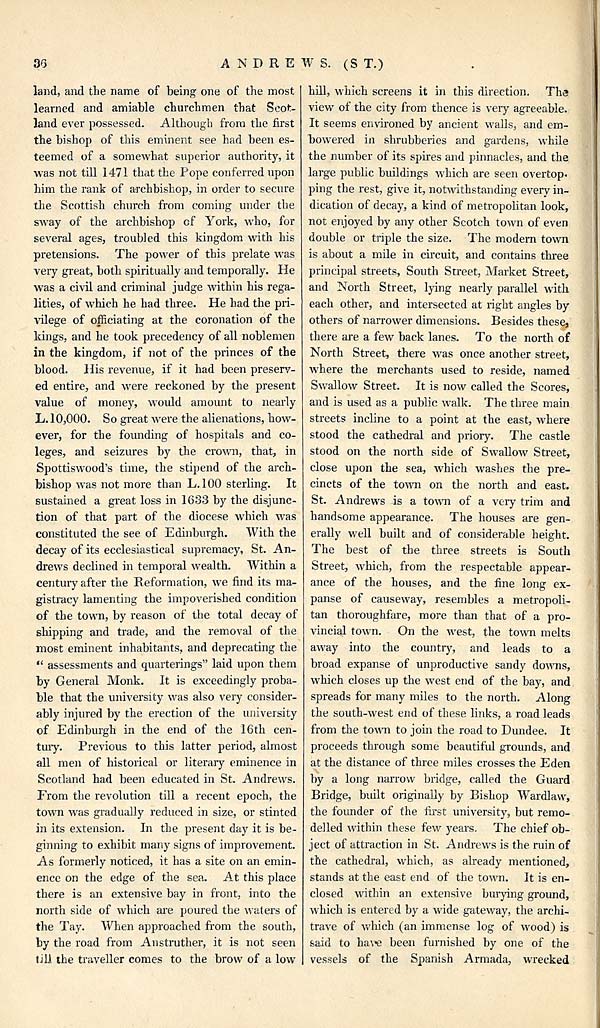 36
ANDREWS. (ST.)
land, and the name of being one of the most
learned and amiable churchmen that Scot-
land ever possessed. Although from the first
the bishop of this eminent see had been es-
teemed of a somewhat superior authority, it
was not till 1471 that the Pope conferred upon
him the rank of archbishop, in order to secure
the Scottish church from coming under the
sway of the archbishop of York, who, for
several ages, troubled this kingdom with his
pretensions. The power of this prelate was
very great, both spiritually and temporally. He
was a civil and criminal judge within his rega-
lities, of which he had three. He had the pri-
vilege of officiating at the coronation of the
kings, and he took precedency of all noblemen
in the kingdom, if not of the princes of the
blood. His revenue, if it had been preserv-
ed entire, and were reckoned by the present
value of money, would amount to nearly
L.10,000. So great were the alienations, how-
ever, for the founding of hospitals and co-
leges, and seizures by the crown, that, in
Spottiswood's time, the stipend of the arch-
bishop was not more than L.100 sterling. It
sustained a great loss in 1633 by the disjunc-
tion of that part of the diocese which was
constituted the see of Edinburgh. With the
decay of its ecclesiastical supremacy, St. An-
drews declined in temporal wealth. Within a
century after the Reformation, we find its ma-
gistracy lamenting the impoverished condition
of the town, by reason of the total decay of
shipping and trade, and the removal of the
most eminent inhabitants, and deprecating the
“ assessments and quarterings” laid upon them
by General Monk. It is exceedingly proba-
ble that the university was also very consider-
ably injured by the erection of the university
of Edinburgh in the end of the 16th cen-
tury. Previous to this latter period, almost
all men of historical or literary eminence in
Scotland had been educated in St. Andrews.
From the revolution till a recent epoch, the
town was gradually reduced in size, or stinted
in its extension. In the present day it is be-
ginning to exhibit many signs of improvement.
As formerly noticed, it has a site on an emin-
ence on the edge of the sea. At this place
there is an extensive bay in front, into the
north side of which are poured the waters of
the Tay. When approached from the south,
by the road from Anstruther, it is not seen
till the traveller comes to the brow of a low
hill, which screens it in this direction. The
view of the city from thence is very agreeable.
It seems environed by ancient walls, and em-
bowered in shrubberies and gardens, while
the number of its spires and pinnacles, and the
large public buildings which are seen overtop-
ping the rest, give it, notwithstanding every in-
dication of decay, a kind of metropolitan look,
not enjoyed by any other Scotch town of even
double or triple the size. The modern town
is about a mile in circuit, and contains three
principal streets, South Street, Market Street,
and North Street, lying nearly parallel with
each other, and intersected at right angles by
others of narrower dimensions. Besides these,
there are a few back lanes. To the north of
North Street, there was once another street,
where the merchants used to reside, named
Swallow Street. It is now called the Scores,
and is used as a public walk. The three main
streets incline to a point at the east, where
stood the cathedral and priory. The castle
stood on the north side of Swallow Street,
close upon the sea, which washes the pre-
cincts of the town on the north and east.
St. Andrews is a town of a very trim and
handsome appearance. The houses are gen-
erally well built and of considerable height.
The best of the three streets is South
Street, which, from the respectable appear-
ance of the houses, and the fine long ex-
panse of causeway, resembles a metropoli-
tan thoroughfare, more than that of a pro-
vincial town. On the west, the town melts
away into the country, and leads to a
broad expanse of unproductive sandy downs,
which closes up the west end of the bay, and
spreads for many miles to the north. Along
the south-west end of these links, a road leads
from the town to join the road to Dundee. It
proceeds through some beautiful grounds, and
at the distance of three miles crosses the Eden
by a long narrow bridge, called the Guard
Bridge, built originally by Bishop Wardlaw,
the founder of the first university, but remo-
delled within these few years. The chief ob-
ject of attraction in St. Andrews is the ruin of
the cathedral, which, as already mentioned,
stands at the east end of the town. It is en-
closed within an extensive burying ground,
which is entered by a wide gateway, the archi-
trave of which (an immense log of wood) is
said to have been furnished by one of the
vessels of the Spanish Armada, wrecked